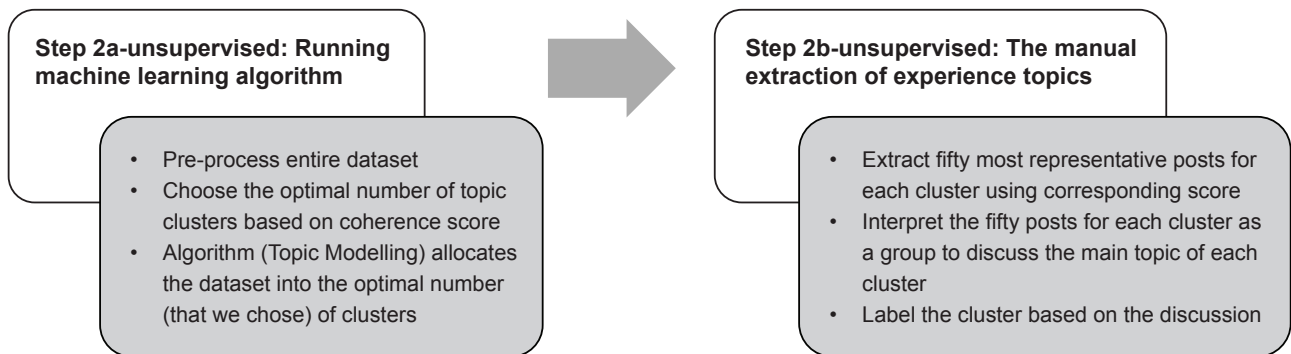 Step 2a-unsupervised: Running
machine learning algorithm
• Pre-process entire dataset
• Choose the optimal number of topic
clusters based on coherence score
• Algorithm (Topic Modelling) allocates
the dataset into the optimal number
(that we chose) of clusters
Step 2b-unsupervised: The manual
extraction of experience topics
• Extract fifty most representative posts for
each cluster using corresponding score
• Interpret the fifty posts for each cluster as
a group to discuss the main topic of each
cluster
• Label the cluster based on the discussion